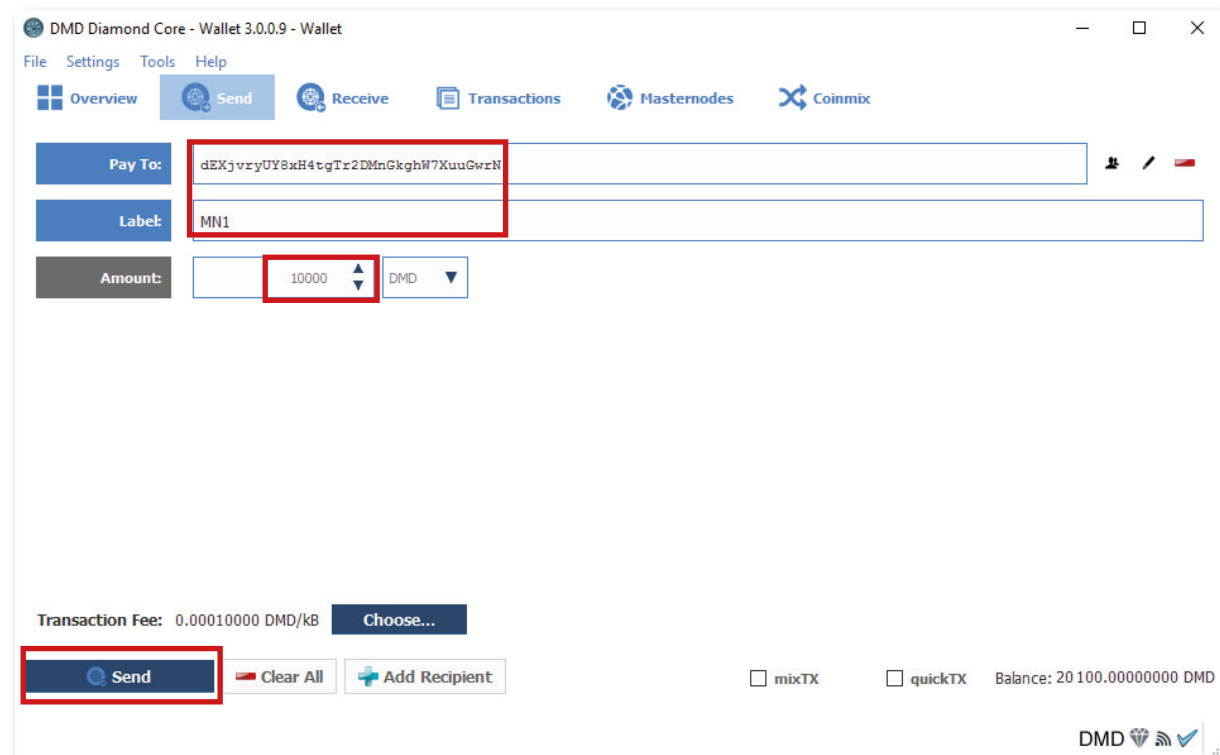 DMD Diamond Core - Wallet 3.0.0.9 - Wallet
File Settings Tools Help
Overview Send Receive Transactions Masternodes Coinmix
Pay To: dEXjvryUY8xH4tgTr2DMnGkghW7XuuGwrN
Label: MN1
Amount: 10000 DMD
Transaction Fee: 0.00010000 DMD/kB Choose...
Send Clear All Add Recipient mixTX quickTX Balance: 20100.00000000 DMD
DMD